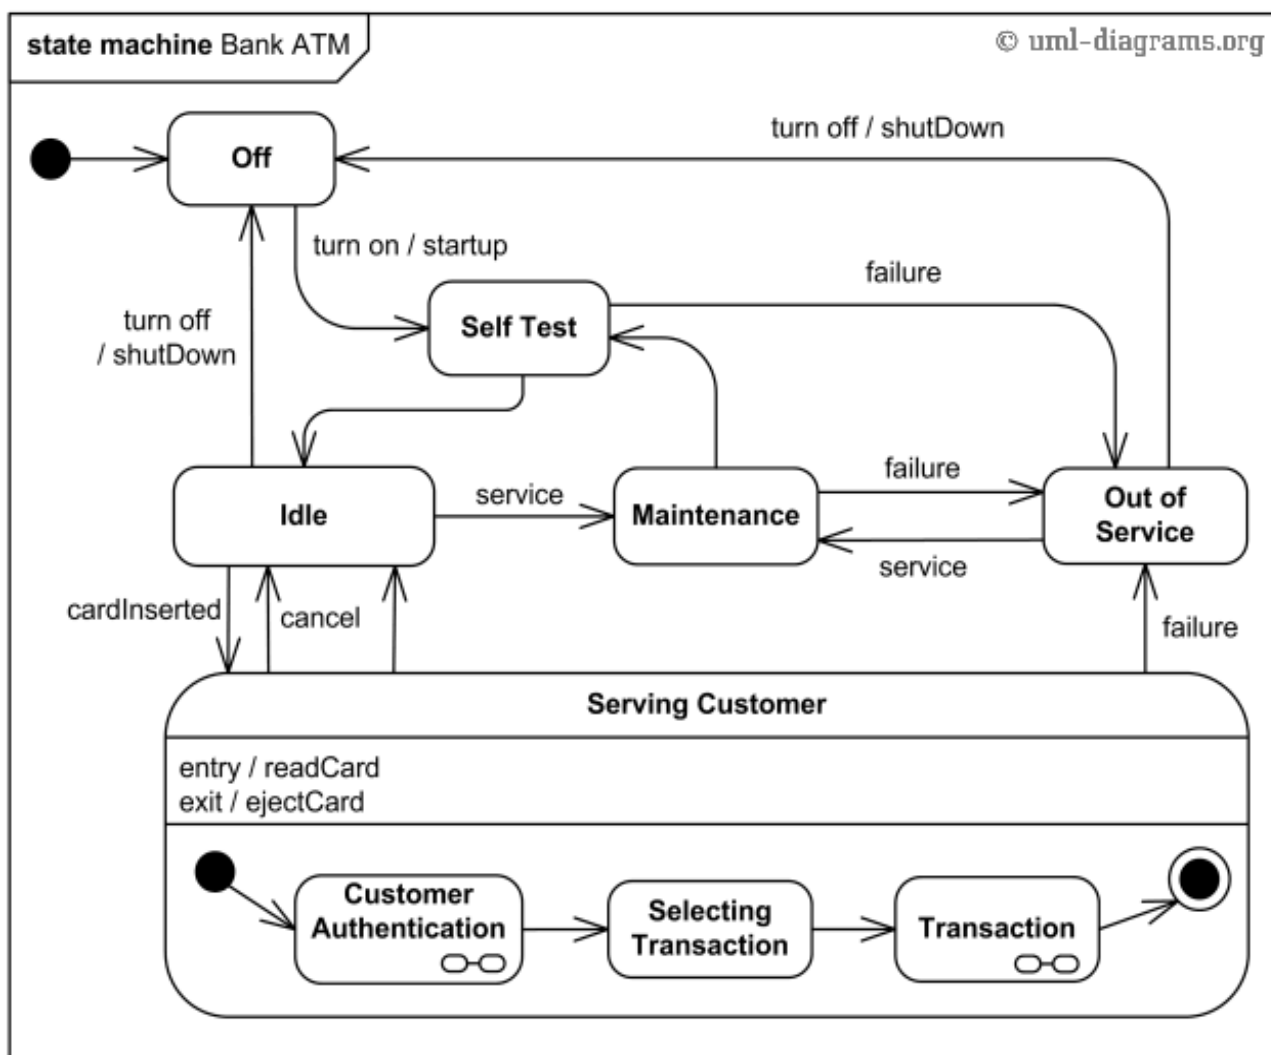 state machine Bank ATM
© uml-diagrams.org
turn off / shutDown
Off
turn on / startup
failure
turn off
/ shutDown
Self Test
Idle
service
Maintenance
failure
service
Out of
Service
cardInserted
cancel
failure
Serving Customer
entry / readCard
exit / ejectCard
Customer
Authentication
Selecting
Transaction
Transaction